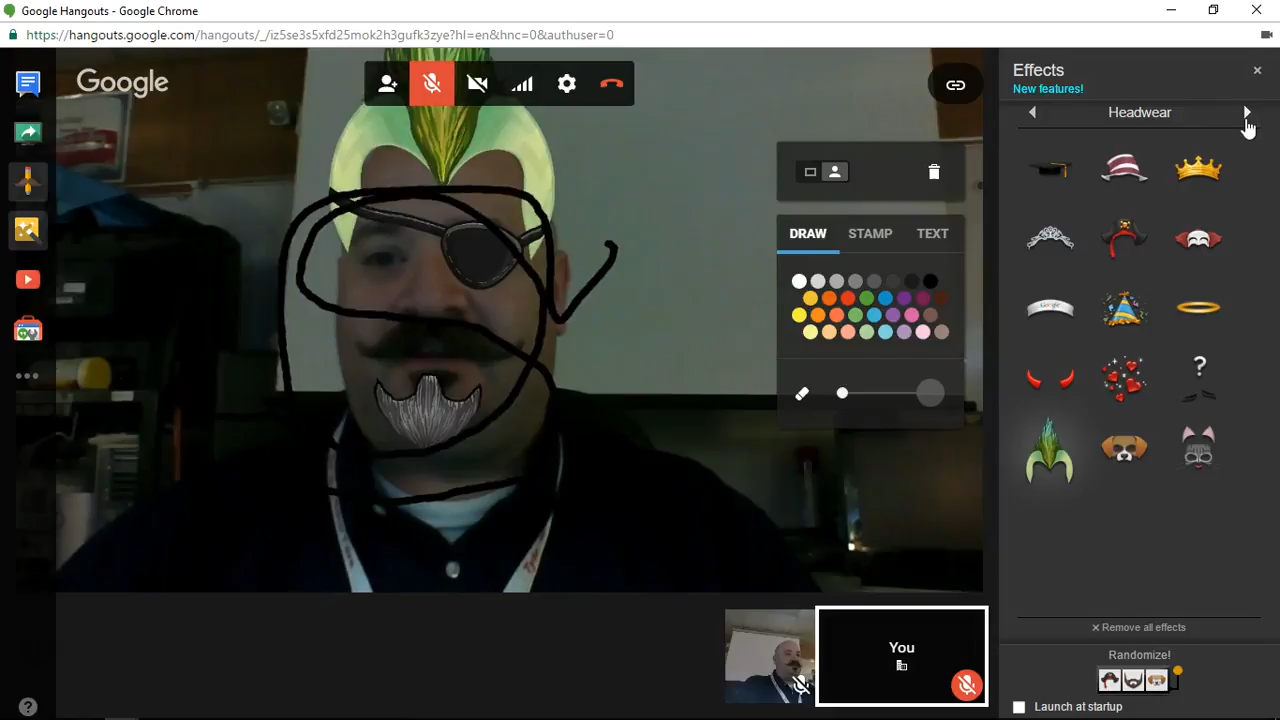 Google Hangouts - Google Chrome
https://hangouts.google.com/hangouts/_/iz5se3s5xfd25mok2h3gufk3zye?hl=en&hnc=0&authuser=0
Google
Effects
New features!
Headwear
DRAW STAMP TEXT
Google
?
You
Remove all effects
Randomize!
Launch at startup
?